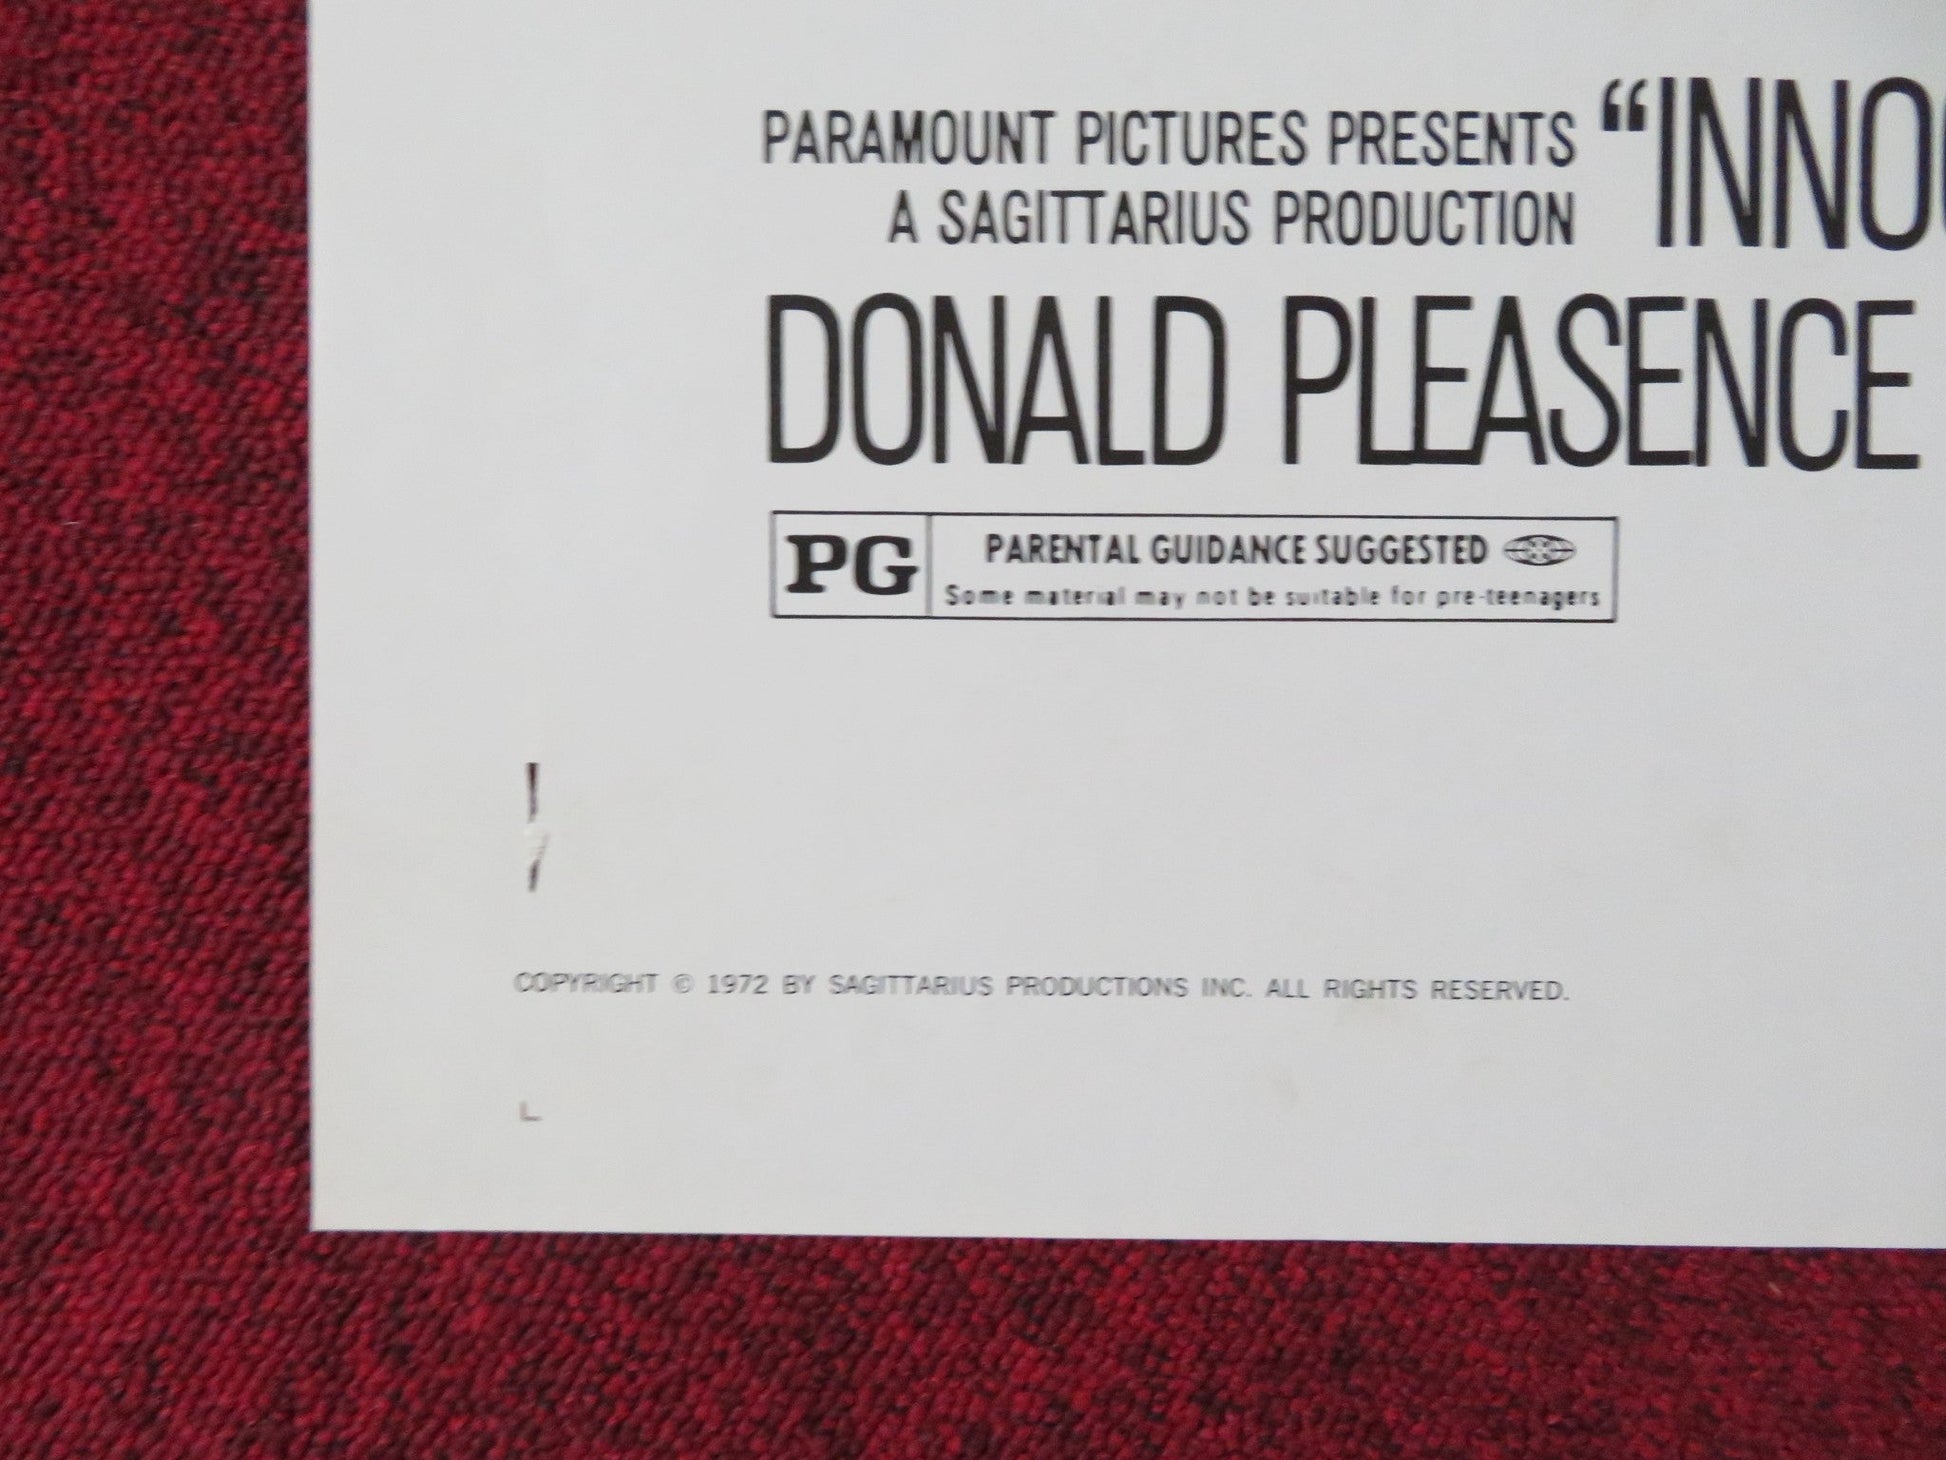 PARAMOUNT PICTURES PRESENTS "INNO
A SAGITTARIUS PRODUCTION
DONALD PLEASENCE
PG PARENTAL GUIDANCE SUGGESTED
Some material may not be suitable for pre-teenagers
COPYRIGHT © 1972 BY SAGITTARIUS PRODUCTIONS INC. ALL RIGHTS RESERVED.